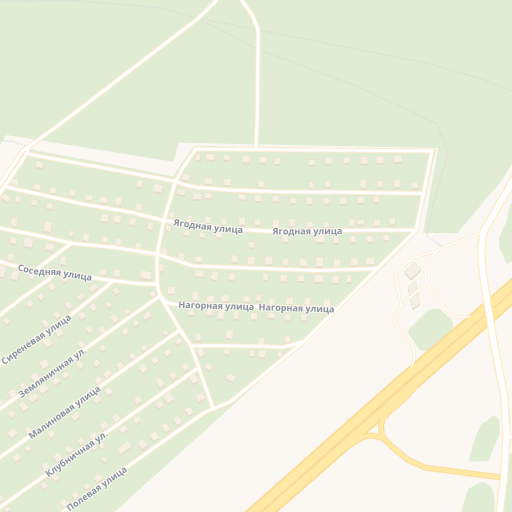 Ягодная улица
Ягодная улица
Соседняя улица
Нагорная улица
Нагорная улица
Сиреневая улица
Земляничная ул.
Малиновая улица
Клубничная ул.
Полевая улица